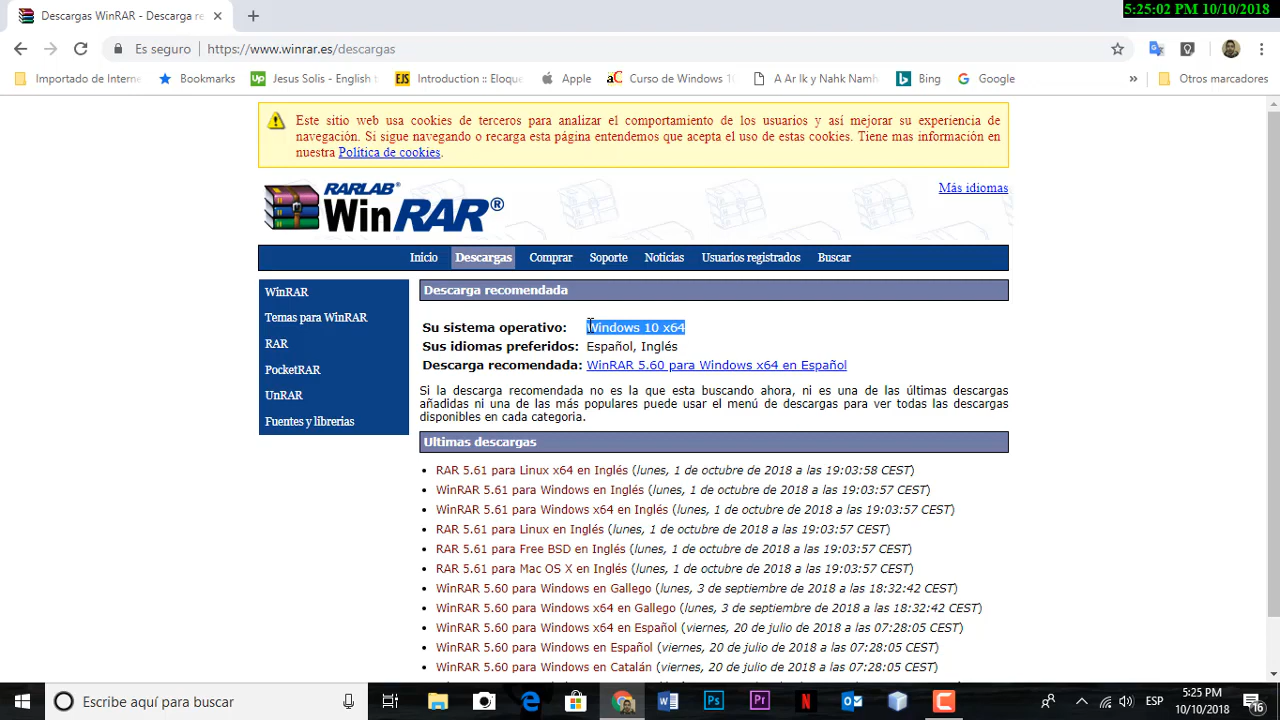 5:25:02 PM 10/10/2018
Descargas WinRAR - Descarga re
Es seguro
https://www.winrar.es/descargas
Importado de Interne
Bookmarks
Up
Jesus Solis - English t
EJS
Introduction :: Eloque
Apple
aC
Curso de Windows 10
A Ar Ik y Nahk Namh
Bing
Google
»
Otros marcadores
Este sitio web usa cookies de terceros para analizar el comportamiento de los usuarios y así mejorar su experiencia de
navegación. Si sigue navegando o recarga esta página entendemos que acepta el uso de estas cookies. Tiene mas información en
nuestra Política de cookies.
RARLAB®
WinRAR®
Más idiomas
Inicio Descargas Comprar Soporte Noticias Usuarios registrados Buscar
WinRAR
Temas para WinRAR
RAR
PocketRAR
UnRAR
Fuentes y librerias
Descarga recomendada
Su sistema operativo: Windows 10 x64
Sus idiomas preferidos: Español, Inglés
Descarga recomendada: WinRAR 5.60 para Windows x64 en Español
Si la descarga recomendada no es la que esta buscando ahora, ni es una de las últimas descargas
añadidas ni una de las más populares puede usar el menú de descargas para ver todas las descargas
disponibles en cada categoria.
Ultimas descargas
• RAR 5.61 para Linux x64 en Inglés (lunes, 1 de octubre de 2018 a las 19:03:58 CEST)
• WinRAR 5.61 para Windows en Inglés (lunes, 1 de octubre de 2018 a las 19:03:57 CEST)
• WinRAR 5.61 para Windows x64 en Inglés (lunes, 1 de octubre de 2018 a las 19:03:57 CEST)
• RAR 5.61 para Linux en Inglés (lunes, 1 de octubre de 2018 a las 19:03:57 CEST)
• RAR 5.61 para Free BSD en Inglés (lunes, 1 de octubre de 2018 a las 19:03:57 CEST)
• RAR 5.61 para Mac OS X en Inglés (lunes, 1 de octubre de 2018 a las 19:03:57 CEST)
• WinRAR 5.60 para Windows en Gallego (lunes, 3 de septiembre de 2018 a las 18:32:42 CEST)
• WinRAR 5.60 para Windows x64 en Gallego (lunes, 3 de septiembre de 2018 a las 18:32:42 CEST)
• WinRAR 5.60 para Windows x64 en Español (viernes, 20 de julio de 2018 a las 07:28:05 CEST)
• WinRAR 5.60 para Windows en Español (viernes, 20 de julio de 2018 a las 07:28:05 CEST)
• WinRAR 5.60 para Windows en Catalán (viernes, 20 de julio de 2018 a las 07:28:05 CEST)
Escribe aquí para buscar
Ps
Pr
ESP
5:25 PM
10/10/2018
16